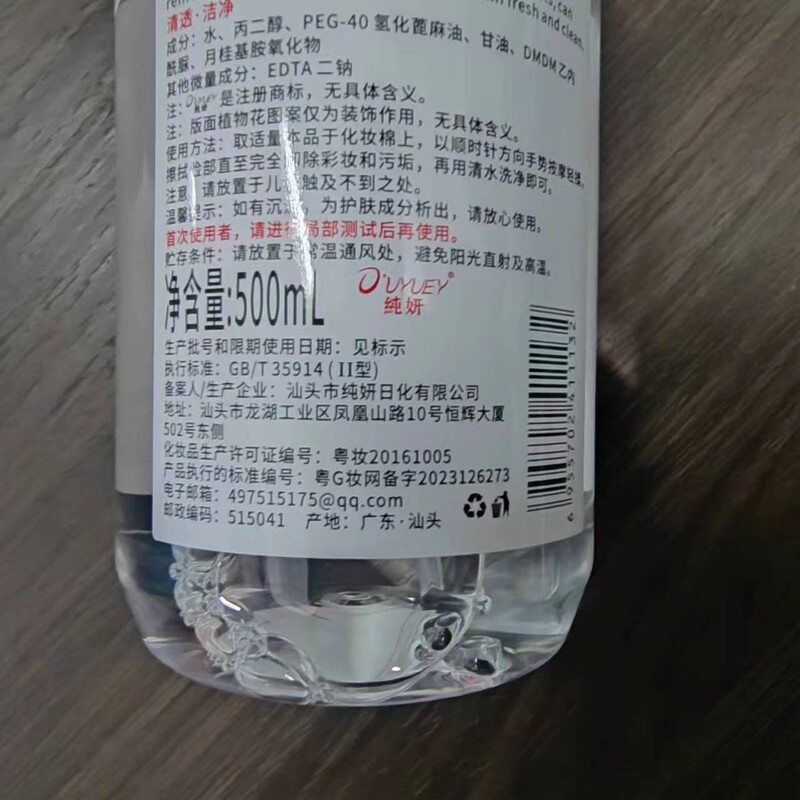 fresh and clean.
清透·洁净
成分：水、丙二醇、PEG-40 氢化蓖麻油、甘油、DMDM 乙内
酰脲、月桂基胺氧化物
其他微量成分：EDTA 二钠
注：O'UYUEY 纯妍 是注册商标，无具体含义。
注：版面植物花图案仅为装饰作用，无具体含义。
使用方法：取适量本品于化妆棉上，以顺时针方向手势按摩轻揉，
擦拭脸部直至完全卸除彩妆和污垢，再用清水洗净即可。
注意：请放置于儿童触及不到之处。
温馨提示：如有沉淀，为护肤成分析出，请放心使用。
首次使用者，请进行局部测试后再使用。
贮存条件：请放置于常温通风处，避免阳光直射及高温。
净含量:500mL
O'UYUEY®
纯妍
生产批号和限期使用日期：见标示
执行标准：GB/T 35914 (II型)
备案人/生产企业：汕头市纯妍日化有限公司
地址：汕头市龙湖工业区凤凰山路10号恒辉大厦
502号东侧
化妆品生产许可证编号：粤妆20161005
产品执行的标准编号：粤G妆网备字2023126273
电子邮箱：497515175@qq.com
邮政编码：515041 产地：广东·汕头
6 955702 411132